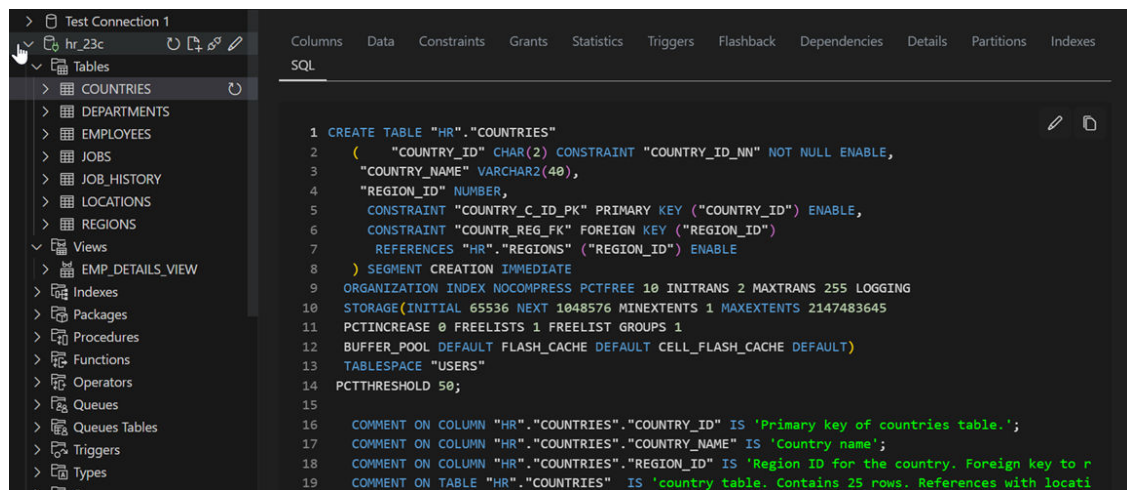 Test Connection 1
hr_23c
Tables
COUNTRIES
DEPARTMENTS
EMPLOYEES
JOBS
JOB_HISTORY
LOCATIONS
REGIONS
Views
EMP_DETAILS_VIEW
Indexes
Packages
Procedures
Functions
Operators
Queues
Queues Tables
Triggers
Types
Columns Data Constraints Grants Statistics Triggers Flashback Dependencies Details Partitions Indexes
SQL
1 CREATE TABLE "HR"."COUNTRIES"
2 ( "COUNTRY_ID" CHAR(2) CONSTRAINT "COUNTRY_ID_NN" NOT NULL ENABLE,
3 "COUNTRY_NAME" VARCHAR2(40),
4 "REGION_ID" NUMBER,
5 CONSTRAINT "COUNTRY_C_ID_PK" PRIMARY KEY ("COUNTRY_ID") ENABLE,
6 CONSTRAINT "COUNTR_REG_FK" FOREIGN KEY ("REGION_ID")
7 REFERENCES "HR"."REGIONS" ("REGION_ID") ENABLE
8 ) SEGMENT CREATION IMMEDIATE
9 ORGANIZATION INDEX NOCOMPRESS PCTFREE 10 INITRANS 2 MAXTRANS 255 LOGGING
10 STORAGE(INITIAL 65536 NEXT 1048576 MINEXTENTS 1 MAXEXTENTS 2147483645
11 PCTINCREASE 0 FREELISTS 1 FREELIST GROUPS 1
12 BUFFER_POOL DEFAULT FLASH_CACHE DEFAULT CELL_FLASH_CACHE DEFAULT)
13 TABLESPACE "USERS"
14 PCTTHRESHOLD 50;
15
16 COMMENT ON COLUMN "HR"."COUNTRIES"."COUNTRY_ID" IS 'Primary key of countries table.';
17 COMMENT ON COLUMN "HR"."COUNTRIES"."COUNTRY_NAME" IS 'Country name';
18 COMMENT ON COLUMN "HR"."COUNTRIES"."REGION_ID" IS 'Region ID for the country. Foreign key to r
19 COMMENT ON TABLE "HR"."COUNTRIES" IS 'country table. Contains 25 rows. References with locati